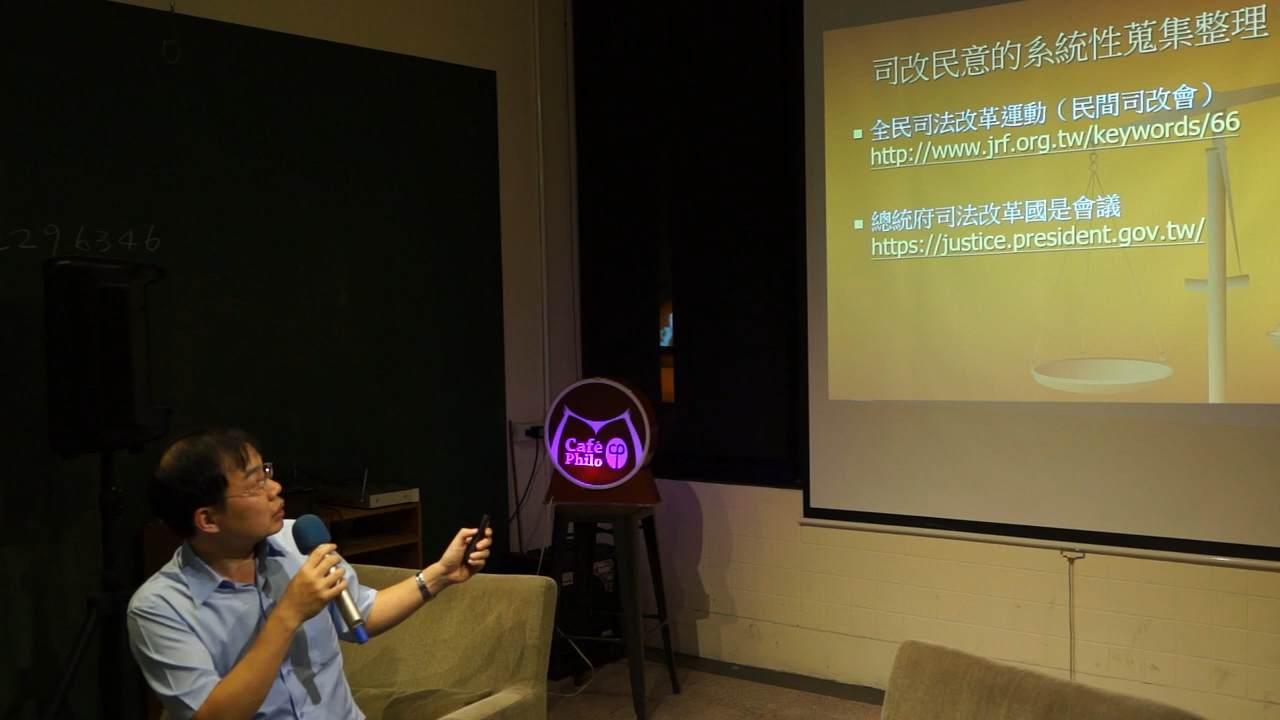 司改民意的系統性蒐集整理
全民司法改革運動（民間司改會）
http://www.jrf.org.tw/keywords/66
總統府司法改革國是會議
https://justice.president.gov.tw/
2296346
Café
Philo